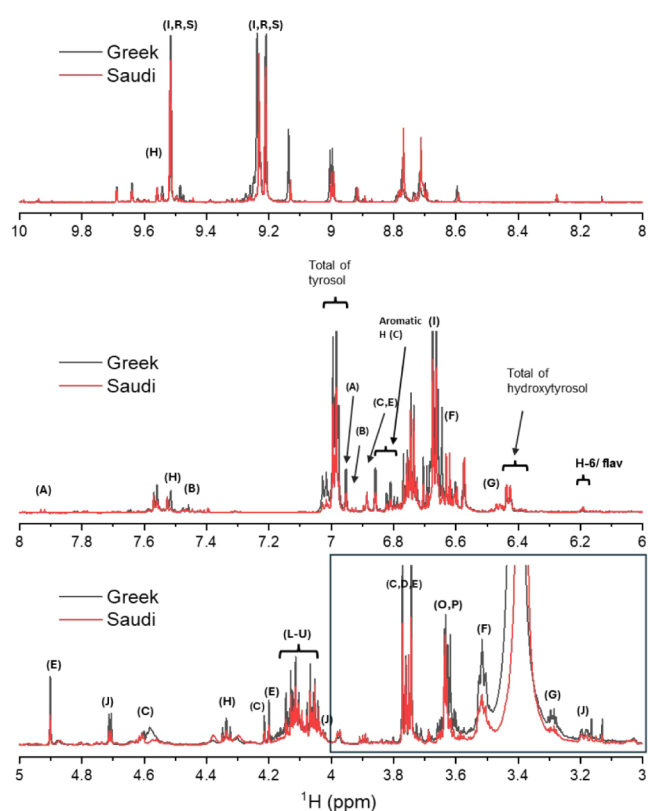 (I,R,S) (I,R,S)
Greek
Saudi
(H)
10 9.8 9.6 9.4 9.2 9 8.8 8.6 8.4 8.2 8
Total of
tyrosol
Aromatic
H (C)
(I)
Greek
Saudi
(A)
(C,E)
(B)
(F)
Total of
hydroxytyrosol
(A)
(H)
(B)
(G)
H-6/ flav
8 7.8 7.6 7.4 7.2 7 6.8 6.6 6.4 6.2 6
Greek
Saudi
(C,D,E)
(O,P)
(L-U)
(F)
(E)
(J)
(C)
(H)
(C)
(E)
(J)
(G)
(J)
5 4.8 4.6 4.4 4.2 4 3.8 3.6 3.4 3.2 3
¹H (ppm)